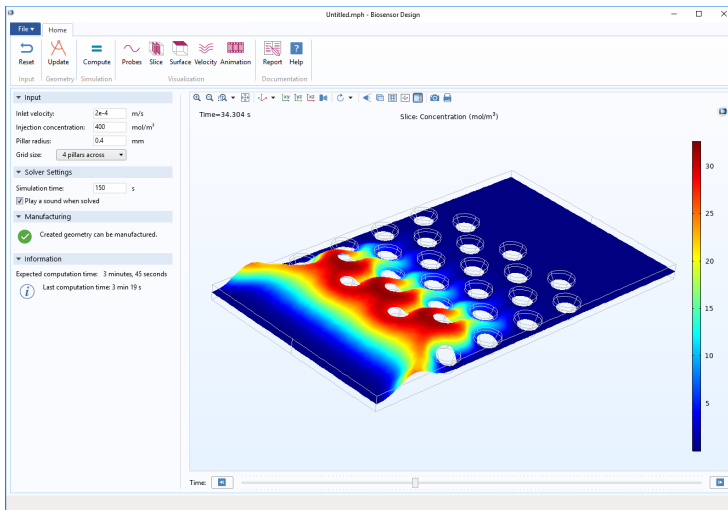 Untitled.mph - Biosensor Design
File
Home
Reset
Update
Compute
Probes
Slice
Surface
Velocity
Animation
Report
Help
Input
Geometry
Simulation
Visualization
Documentation
Input
Inlet velocity: 2e-4 m/s
Injection concentration: 400 mol/m³
Pillar radius: 0.4 mm
Grid size: 4 pillars across
Solver Settings
Simulation time: 150 s
Play a sound when solved
Manufacturing
Created geometry can be manufactured.
Information
Expected computation time: 3 minutes, 45 seconds
Last computation time: 3 min 19 s
Time=34.304 s
Slice: Concentration (mol/m³)
30
25
20
15
10
5
Time: